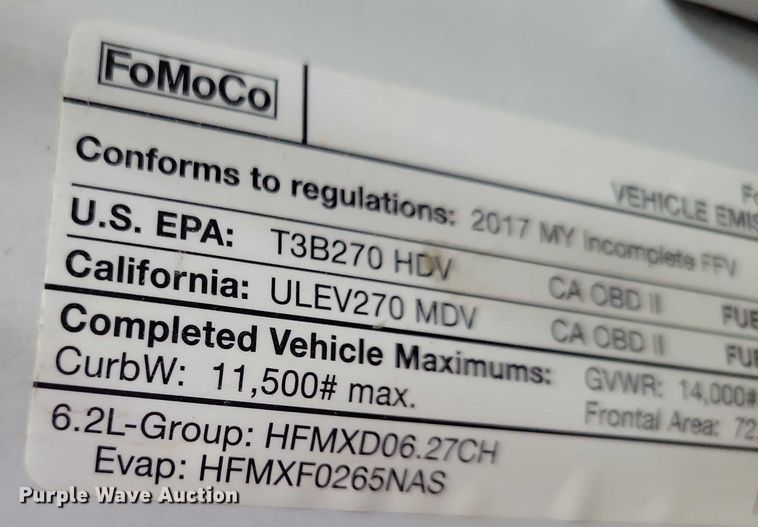 FoMoCo
VEHICLE
Conforms to regulations: 2017 MY Incomplete FFV
U.S. EPA: T3B270 HDV CA OBD II
California: ULEV270 MDV CA OBD II
Completed Vehicle Maximums: GVWR: 14,000#
CurbW: 11,500# max. Frontal Area: 72
6.2L-Group: HFMXD06.27CH
Evap: HFMXF0265NAS
Purple Wave Auction